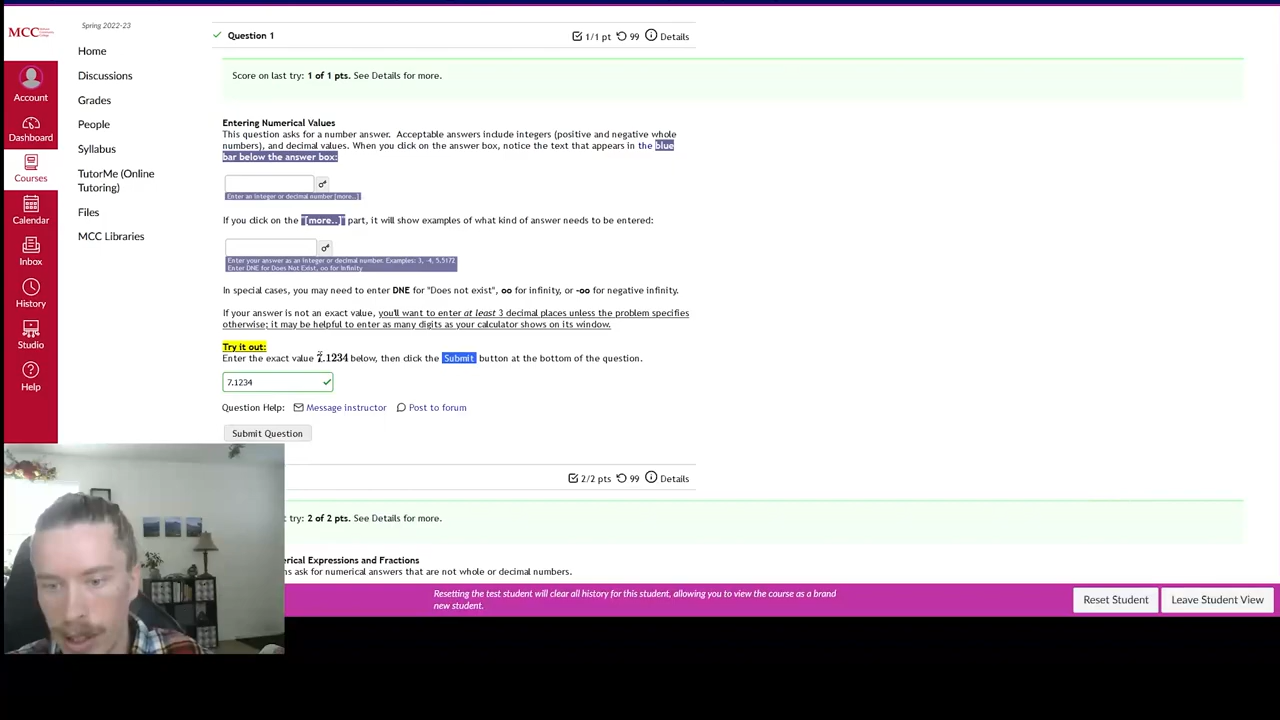 Spring 2022-23
MCC
Home
Discussions
Grades
People
Syllabus
TutorMe (Online
Tutoring)
Files
MCC Libraries
Account
Dashboard
Courses
Calendar
Inbox
History
Studio
Help
Question 1
1/1 pt 99 Details
Score on last try: 1 of 1 pts. See Details for more.
Entering Numerical Values
This question asks for a number answer. Acceptable answers include integers (positive and negative whole
numbers), and decimal values. When you click on the answer box, notice the text that appears in the blue
bar below the answer box:
Enter an integer or decimal number [more..]
If you click on the "[more..]" part, it will show examples of what kind of answer needs to be entered:
Enter your answer as an integer or decimal number. Examples: 3, -4, 5.5172
Enter DNE for Does Not Exist, oo for Infinity
In special cases, you may need to enter DNE for "Does not exist", oo for infinity, or -oo for negative infinity.
If your answer is not an exact value, you'll want to enter at least 3 decimal places unless the problem specifies
otherwise; it may be helpful to enter as many digits as your calculator shows on its window.
Try it out:
Enter the exact value 7.1234 below, then click the Submit button at the bottom of the question.
7.1234
Question Help: Message instructor Post to forum
Submit Question
2/2 pts 99 Details
try: 2 of 2 pts. See Details for more.
erical Expressions and Fractions
ns ask for numerical answers that are not whole or decimal numbers.
Resetting the test student will clear all history for this student, allowing you to view the course as a brand
new student.
Reset Student
Leave Student View